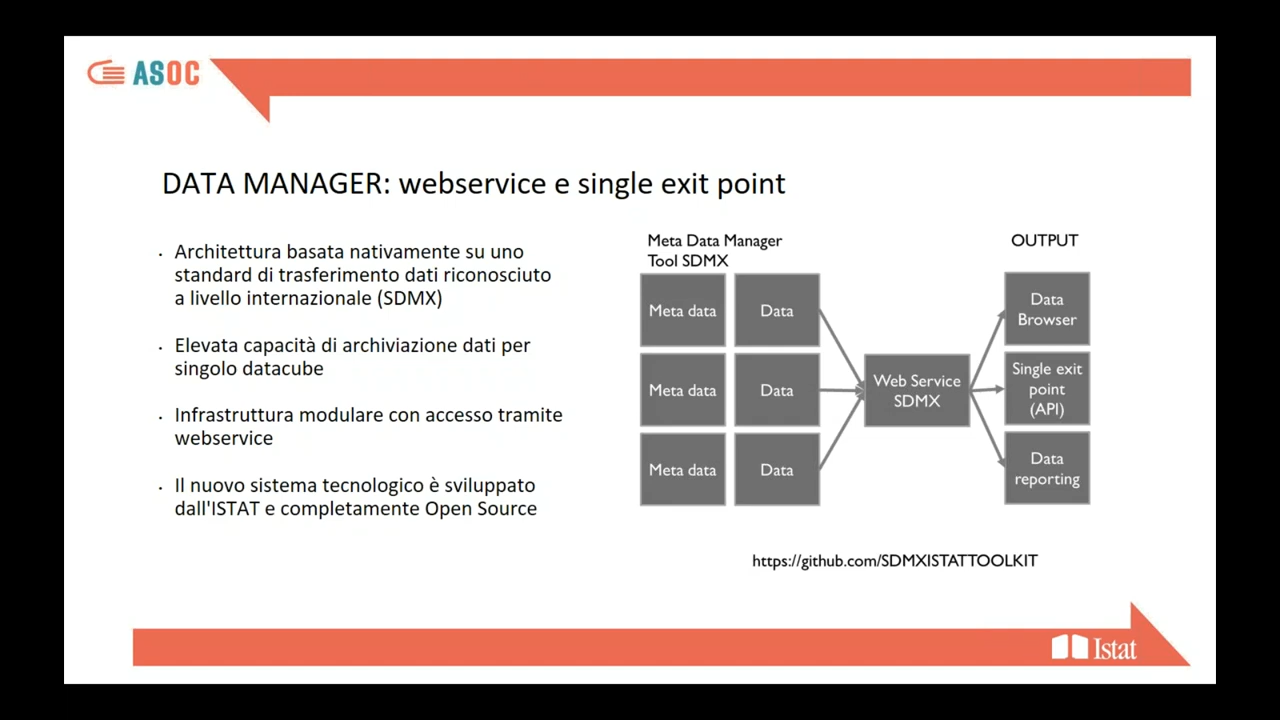 ASOC
DATA MANAGER: webservice e single exit point
Architettura basata nativamente su uno
standard di trasferimento dati riconosciuto
a livello internazionale (SDMX)
Elevata capacità di archiviazione dati per
singolo datacube
Infrastruttura modulare con accesso tramite
webservice
Il nuovo sistema tecnologico è sviluppato
dall'ISTAT e completamente Open Source
Meta Data Manager
Tool SDMX
Meta data
Data
Meta data
Data
Meta data
Data
Web Service
SDMX
OUTPUT
Data
Browser
Single exit
point
(API)
Data
reporting
https://github.com/SDMXISTATTOOLKIT
Istat